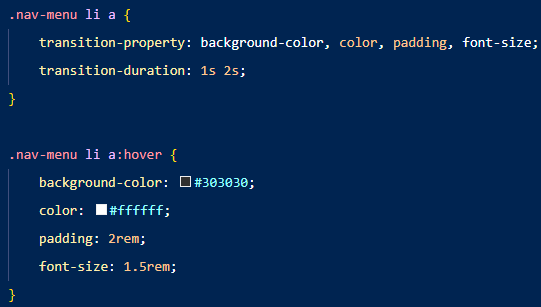 .nav-menu li a {
transition-property: background-color, color, padding, font-size;
transition-duration: 1s 2s;
}
.nav-menu li a:hover {
background-color: #303030;
color: #ffffff;
padding: 2rem;
font-size: 1.5rem;
}